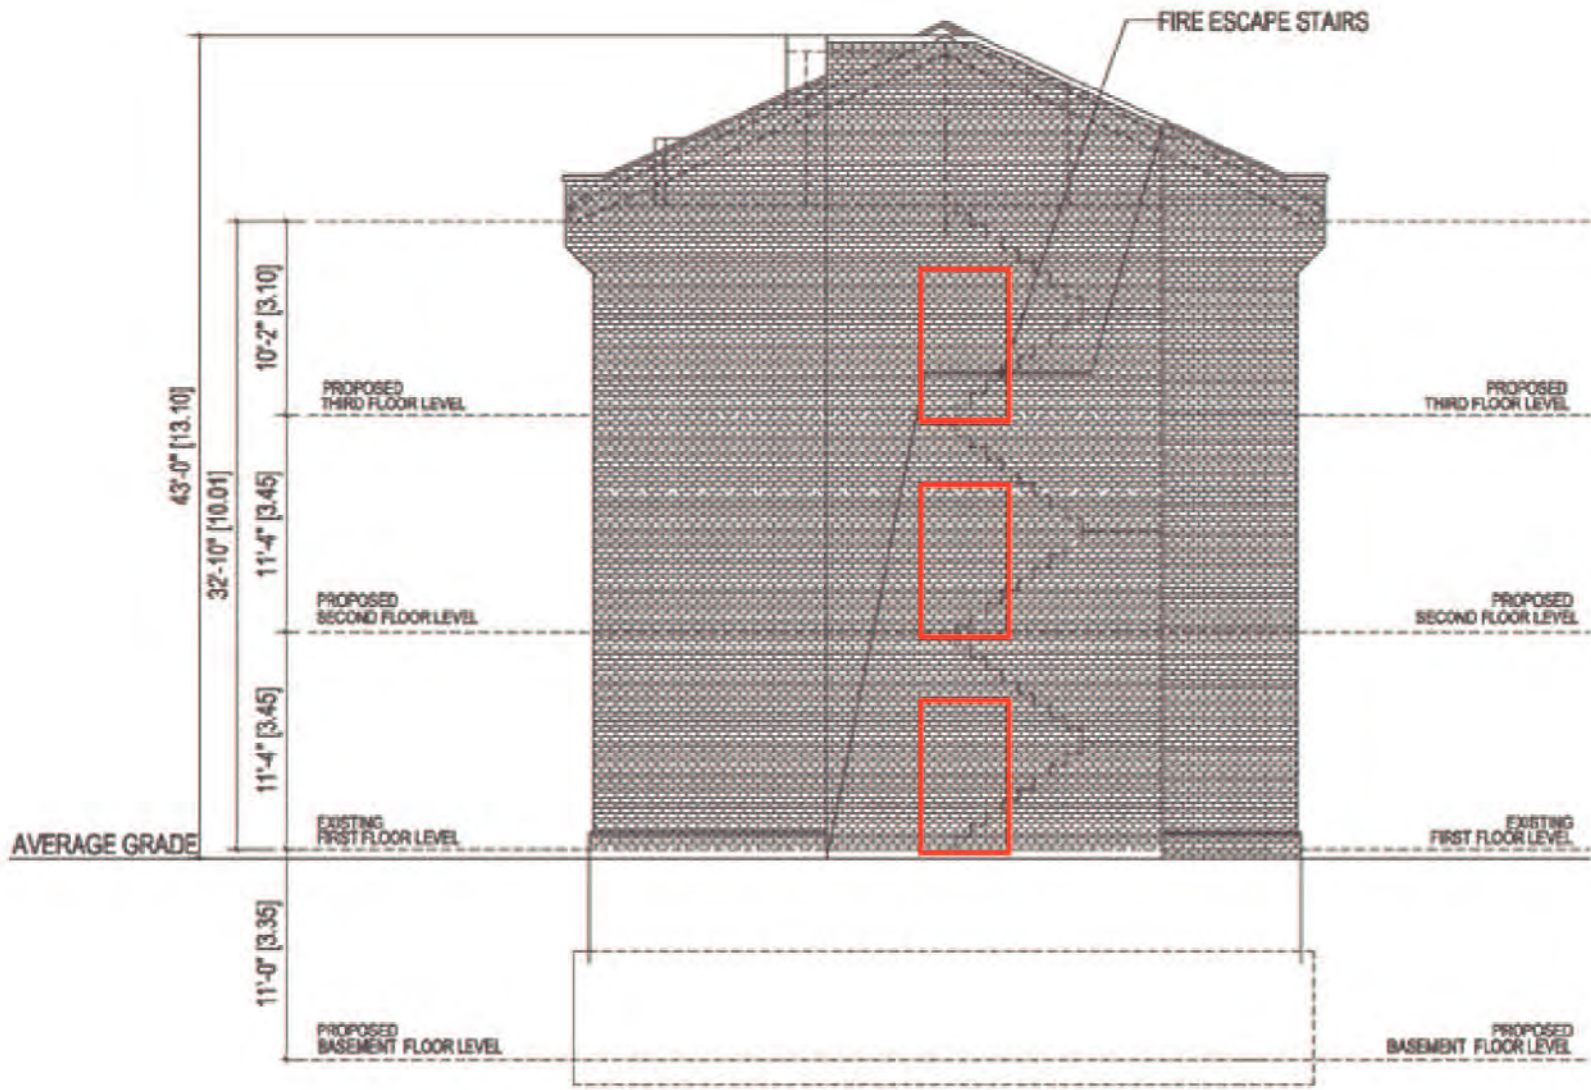 FIRE ESCAPE STAIRS
10'-2" [3.10]
PROPOSED
THIRD FLOOR LEVEL
PROPOSED
THIRD FLOOR LEVEL
43'-0" [13.10]
32'-10" [10.01]
11'-4" [3.45]
PROPOSED
SECOND FLOOR LEVEL
PROPOSED
SECOND FLOOR LEVEL
11'-4" [3.45]
EXISTING
FIRST FLOOR LEVEL
EXISTING
FIRST FLOOR LEVEL
AVERAGE GRADE
11'-0" [3.35]
PROPOSED
BASEMENT FLOOR LEVEL
PROPOSED
BASEMENT FLOOR LEVEL